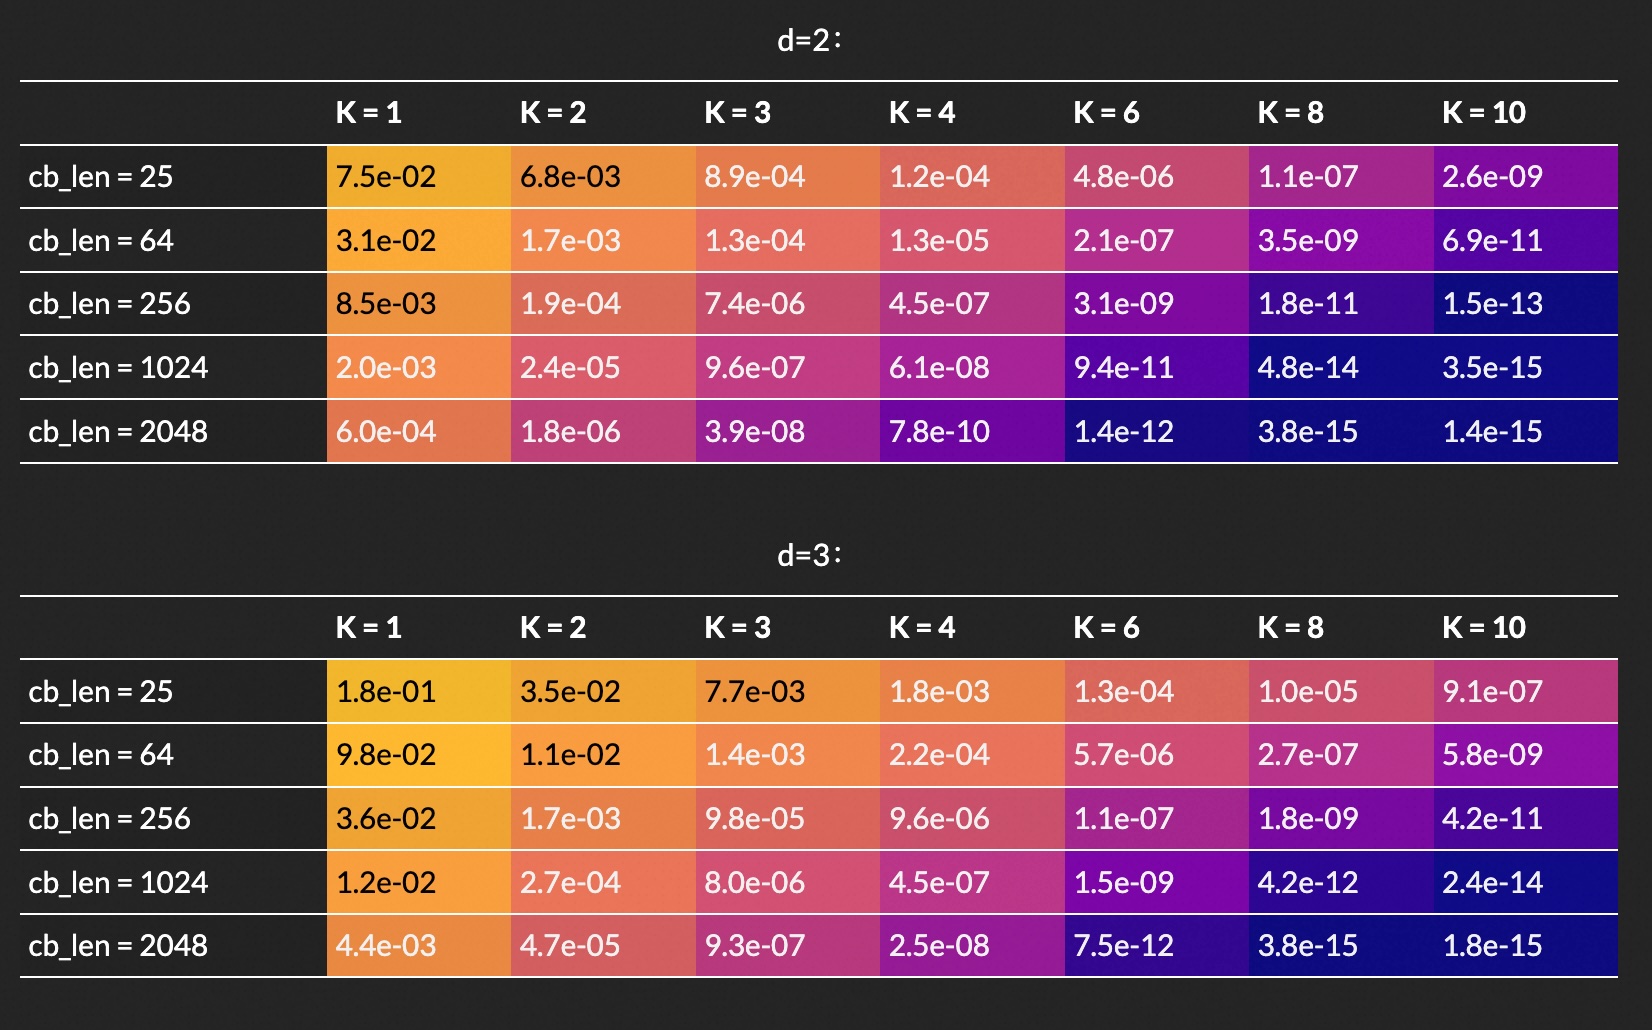 d=2:
K = 1 K = 2 K = 3 K = 4 K = 6 K = 8 K = 10
cb_len = 25 7.5e-02 6.8e-03 8.9e-04 1.2e-04 4.8e-06 1.1e-07 2.6e-09
cb_len = 64 3.1e-02 1.7e-03 1.3e-04 1.3e-05 2.1e-07 3.5e-09 6.9e-11
cb_len = 256 8.5e-03 1.9e-04 7.4e-06 4.5e-07 3.1e-09 1.8e-11 1.5e-13
cb_len = 1024 2.0e-03 2.4e-05 9.6e-07 6.1e-08 9.4e-11 4.8e-14 3.5e-15
cb_len = 2048 6.0e-04 1.8e-06 3.9e-08 7.8e-10 1.4e-12 3.8e-15 1.4e-15
d=3:
K = 1 K = 2 K = 3 K = 4 K = 6 K = 8 K = 10
cb_len = 25 1.8e-01 3.5e-02 7.7e-03 1.8e-03 1.3e-04 1.0e-05 9.1e-07
cb_len = 64 9.8e-02 1.1e-02 1.4e-03 2.2e-04 5.7e-06 2.7e-07 5.8e-09
cb_len = 256 3.6e-02 1.7e-03 9.8e-05 9.6e-06 1.1e-07 1.8e-09 4.2e-11
cb_len = 1024 1.2e-02 2.7e-04 8.0e-06 4.5e-07 1.5e-09 4.2e-12 2.4e-14
cb_len = 2048 4.4e-03 4.7e-05 9.3e-07 2.5e-08 7.5e-12 3.8e-15 1.8e-15